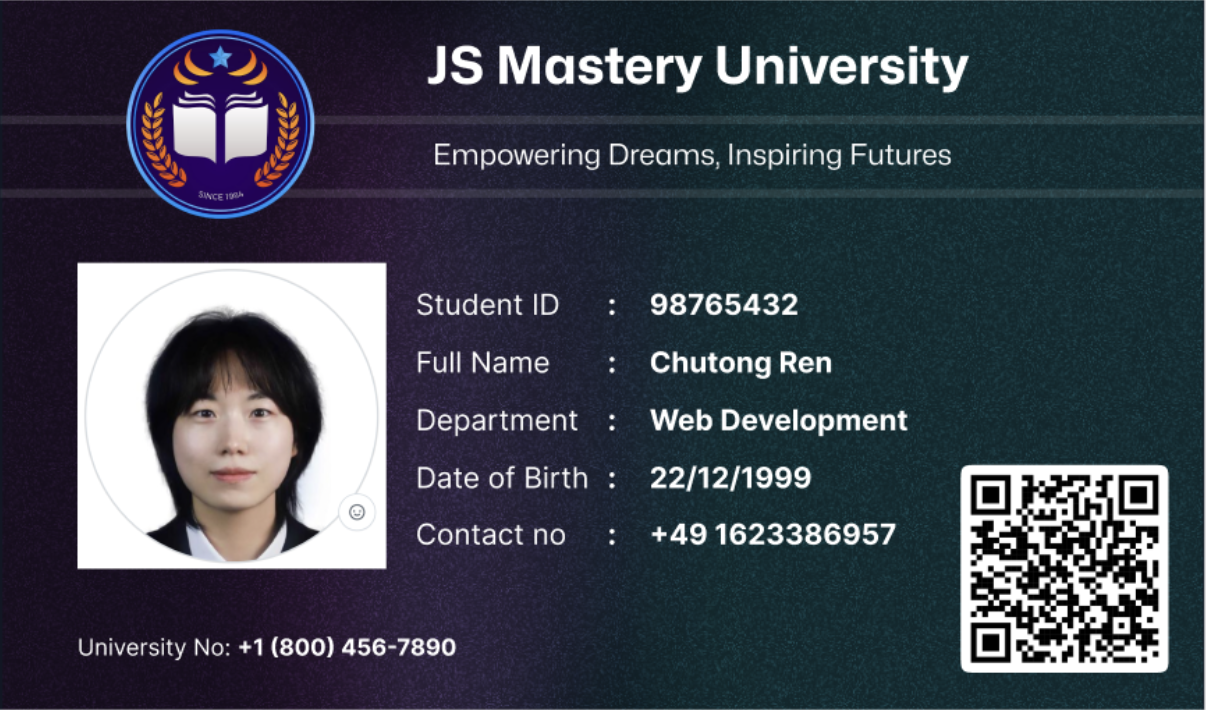 JS Mastery University
Empowering Dreams, Inspiring Futures
SINCE 1984
Student ID : 98765432
Full Name : Chutong Ren
Department : Web Development
Date of Birth : 22/12/1999
Contact no : +49 1623386957
University No: +1 (800) 456-7890